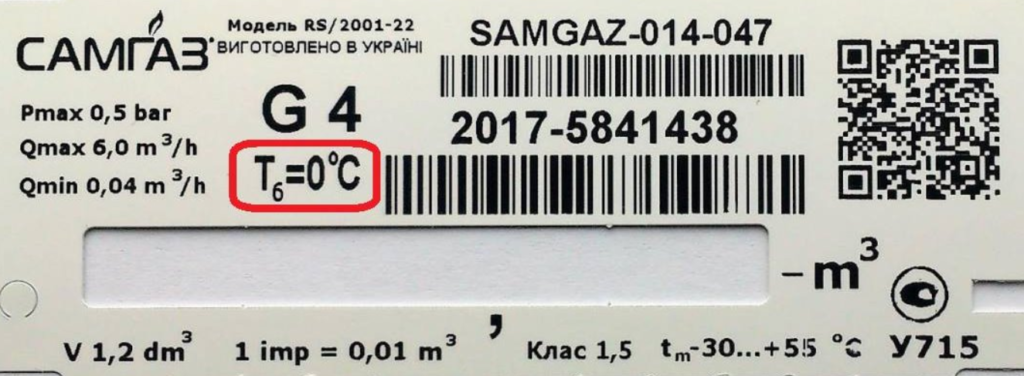 САМГАЗ
Модель RS/2001-22
ВИГОТОВЛЕНО В УКРАЇНІ
SAMGAZ-014-047
Pmax 0,5 bar
Qmax 6,0 m³/h
Qmin 0,04 m³/h
G 4
Tб=0°C
2017-5841438
–m³
,
V 1,2 dm³
1 imp = 0,01 m³
Клас 1,5
tm-30...+55 °C
У715